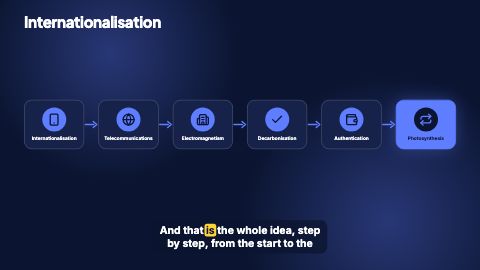 Internationalisation
Internationalisation
Telecommunications
Electromagnetism
Decarbonisation
Authentication
Photosynthesis
And that is the whole idea, step
by step, from the start to the